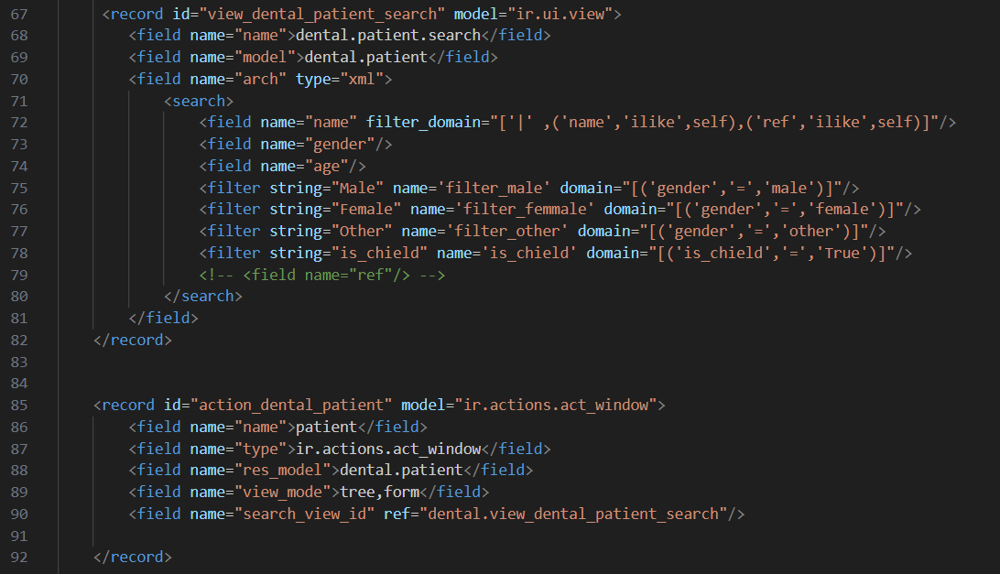 67 <record id="view_dental_patient_search" model="ir.ui.view">
68 <field name="name">dental.patient.search</field>
69 <field name="model">dental.patient</field>
70 <field name="arch" type="xml">
71 <search>
72 <field name="name" filter_domain="['|' ,('name','ilike',self),('ref','ilike',self)]"/>
73 <field name="gender"/>
74 <field name="age"/>
75 <filter string="Male" name='filter_male' domain="[('gender','=','male')]"/>
76 <filter string="Female" name='filter_femmale' domain="[('gender','=','female')]"/>
77 <filter string="Other" name='filter_other' domain="[('gender','=','other')]"/>
78 <filter string="is_chield" name='is_chield' domain="[('is_chield','=','True')]"/>
79 <!-- <field name="ref"/> -->
80 </search>
81 </field>
82 </record>
83
84
85 <record id="action_dental_patient" model="ir.actions.act_window">
86 <field name="name">patient</field>
87 <field name="type">ir.actions.act_window</field>
88 <field name="res_model">dental.patient</field>
89 <field name="view_mode">tree,form</field>
90 <field name="search_view_id" ref="dental.view_dental_patient_search"/>
91
92 </record>